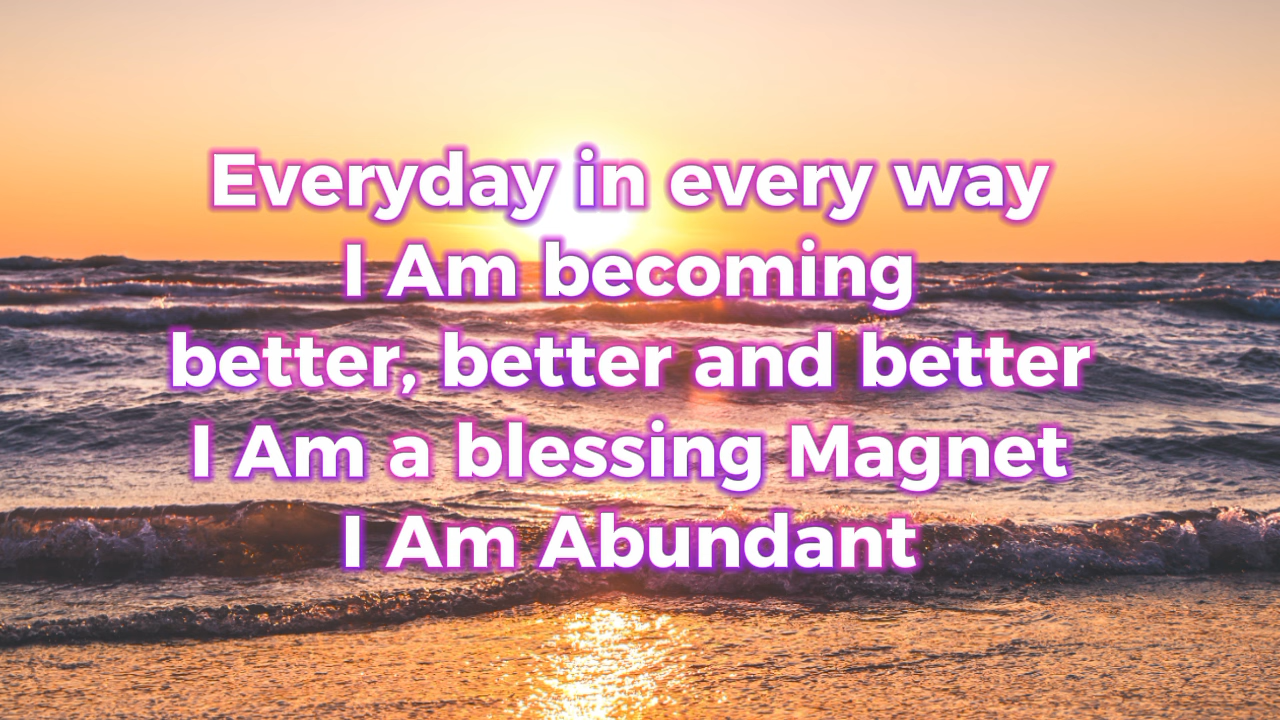 Everyday in every way
I Am becoming
better, better and better
I Am a blessing Magnet
I Am Abundant